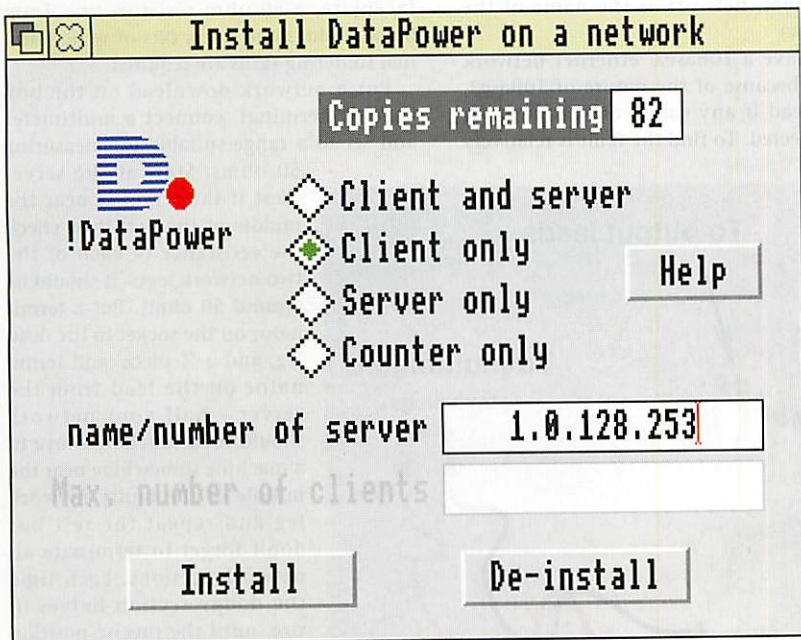 Install DataPower on a network
Copies remaining 82
!DataPower
Client and server
Client only
Server only
Counter only
Help
name/number of server 1.0.128.253
Max. number of clients
Install
De-install